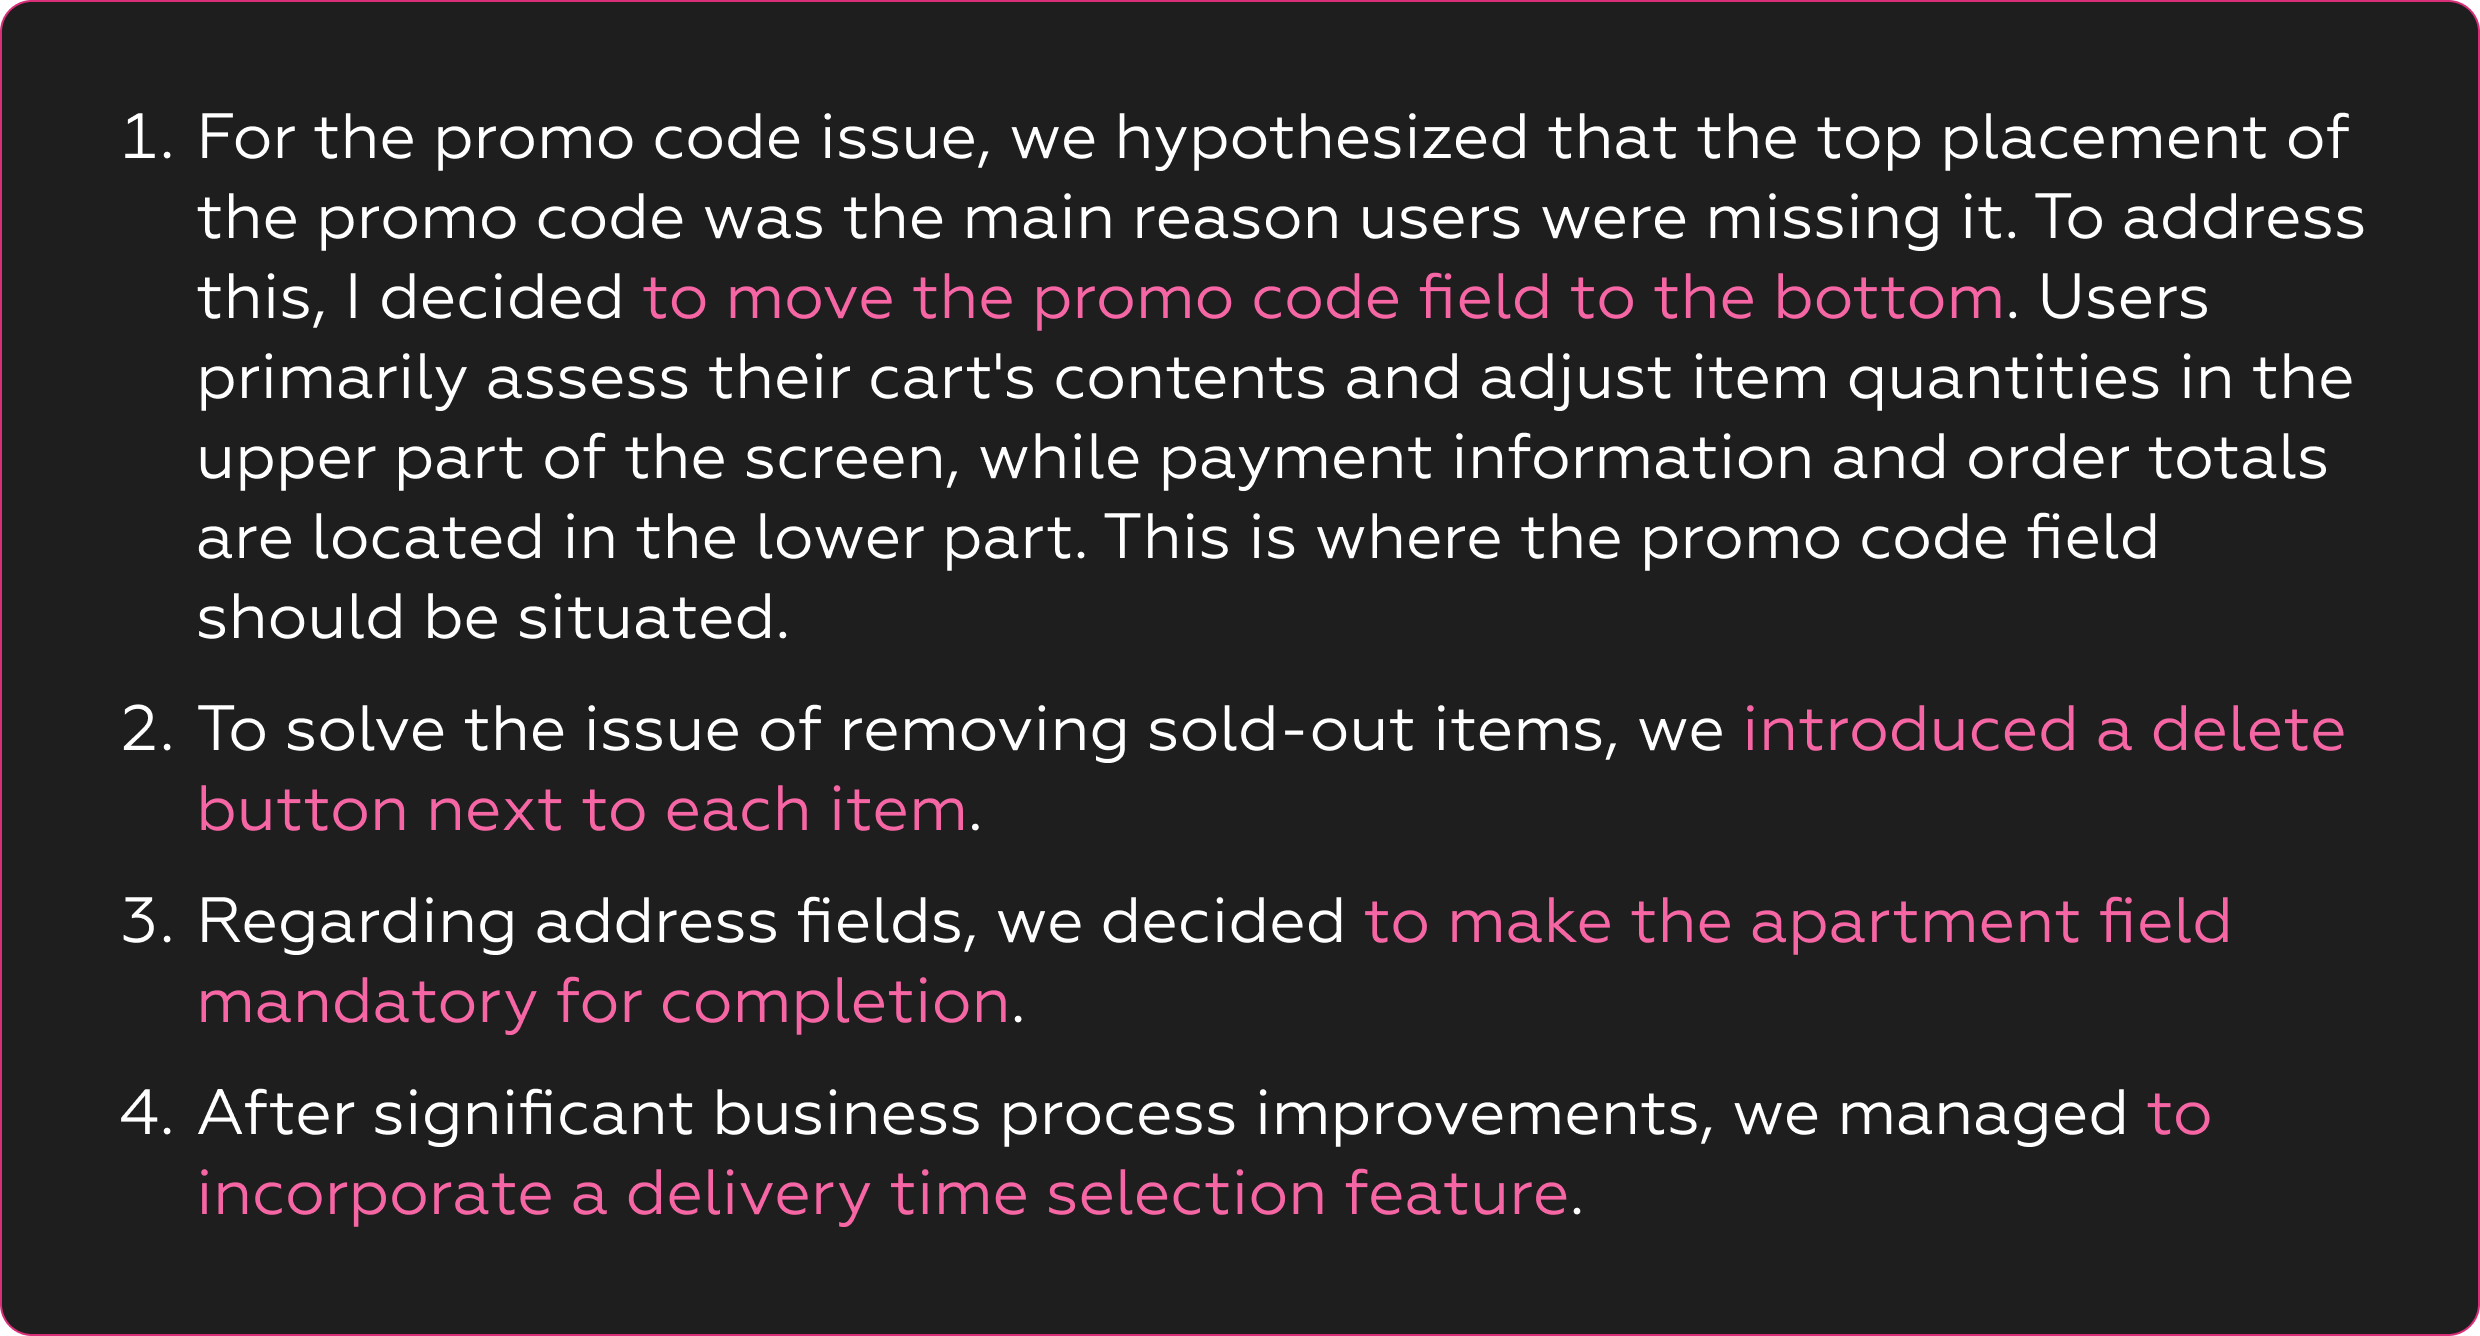 1. For the promo code issue, we hypothesized that the top placement of
the promo code was the main reason users were missing it. To address
this, I decided to move the promo code field to the bottom. Users
primarily assess their cart's contents and adjust item quantities in the
upper part of the screen, while payment information and order totals
are located in the lower part. This is where the promo code field
should be situated.
2. To solve the issue of removing sold-out items, we introduced a delete
button next to each item.
3. Regarding address fields, we decided to make the apartment field
mandatory for completion.
4. After significant business process improvements, we managed to
incorporate a delivery time selection feature.